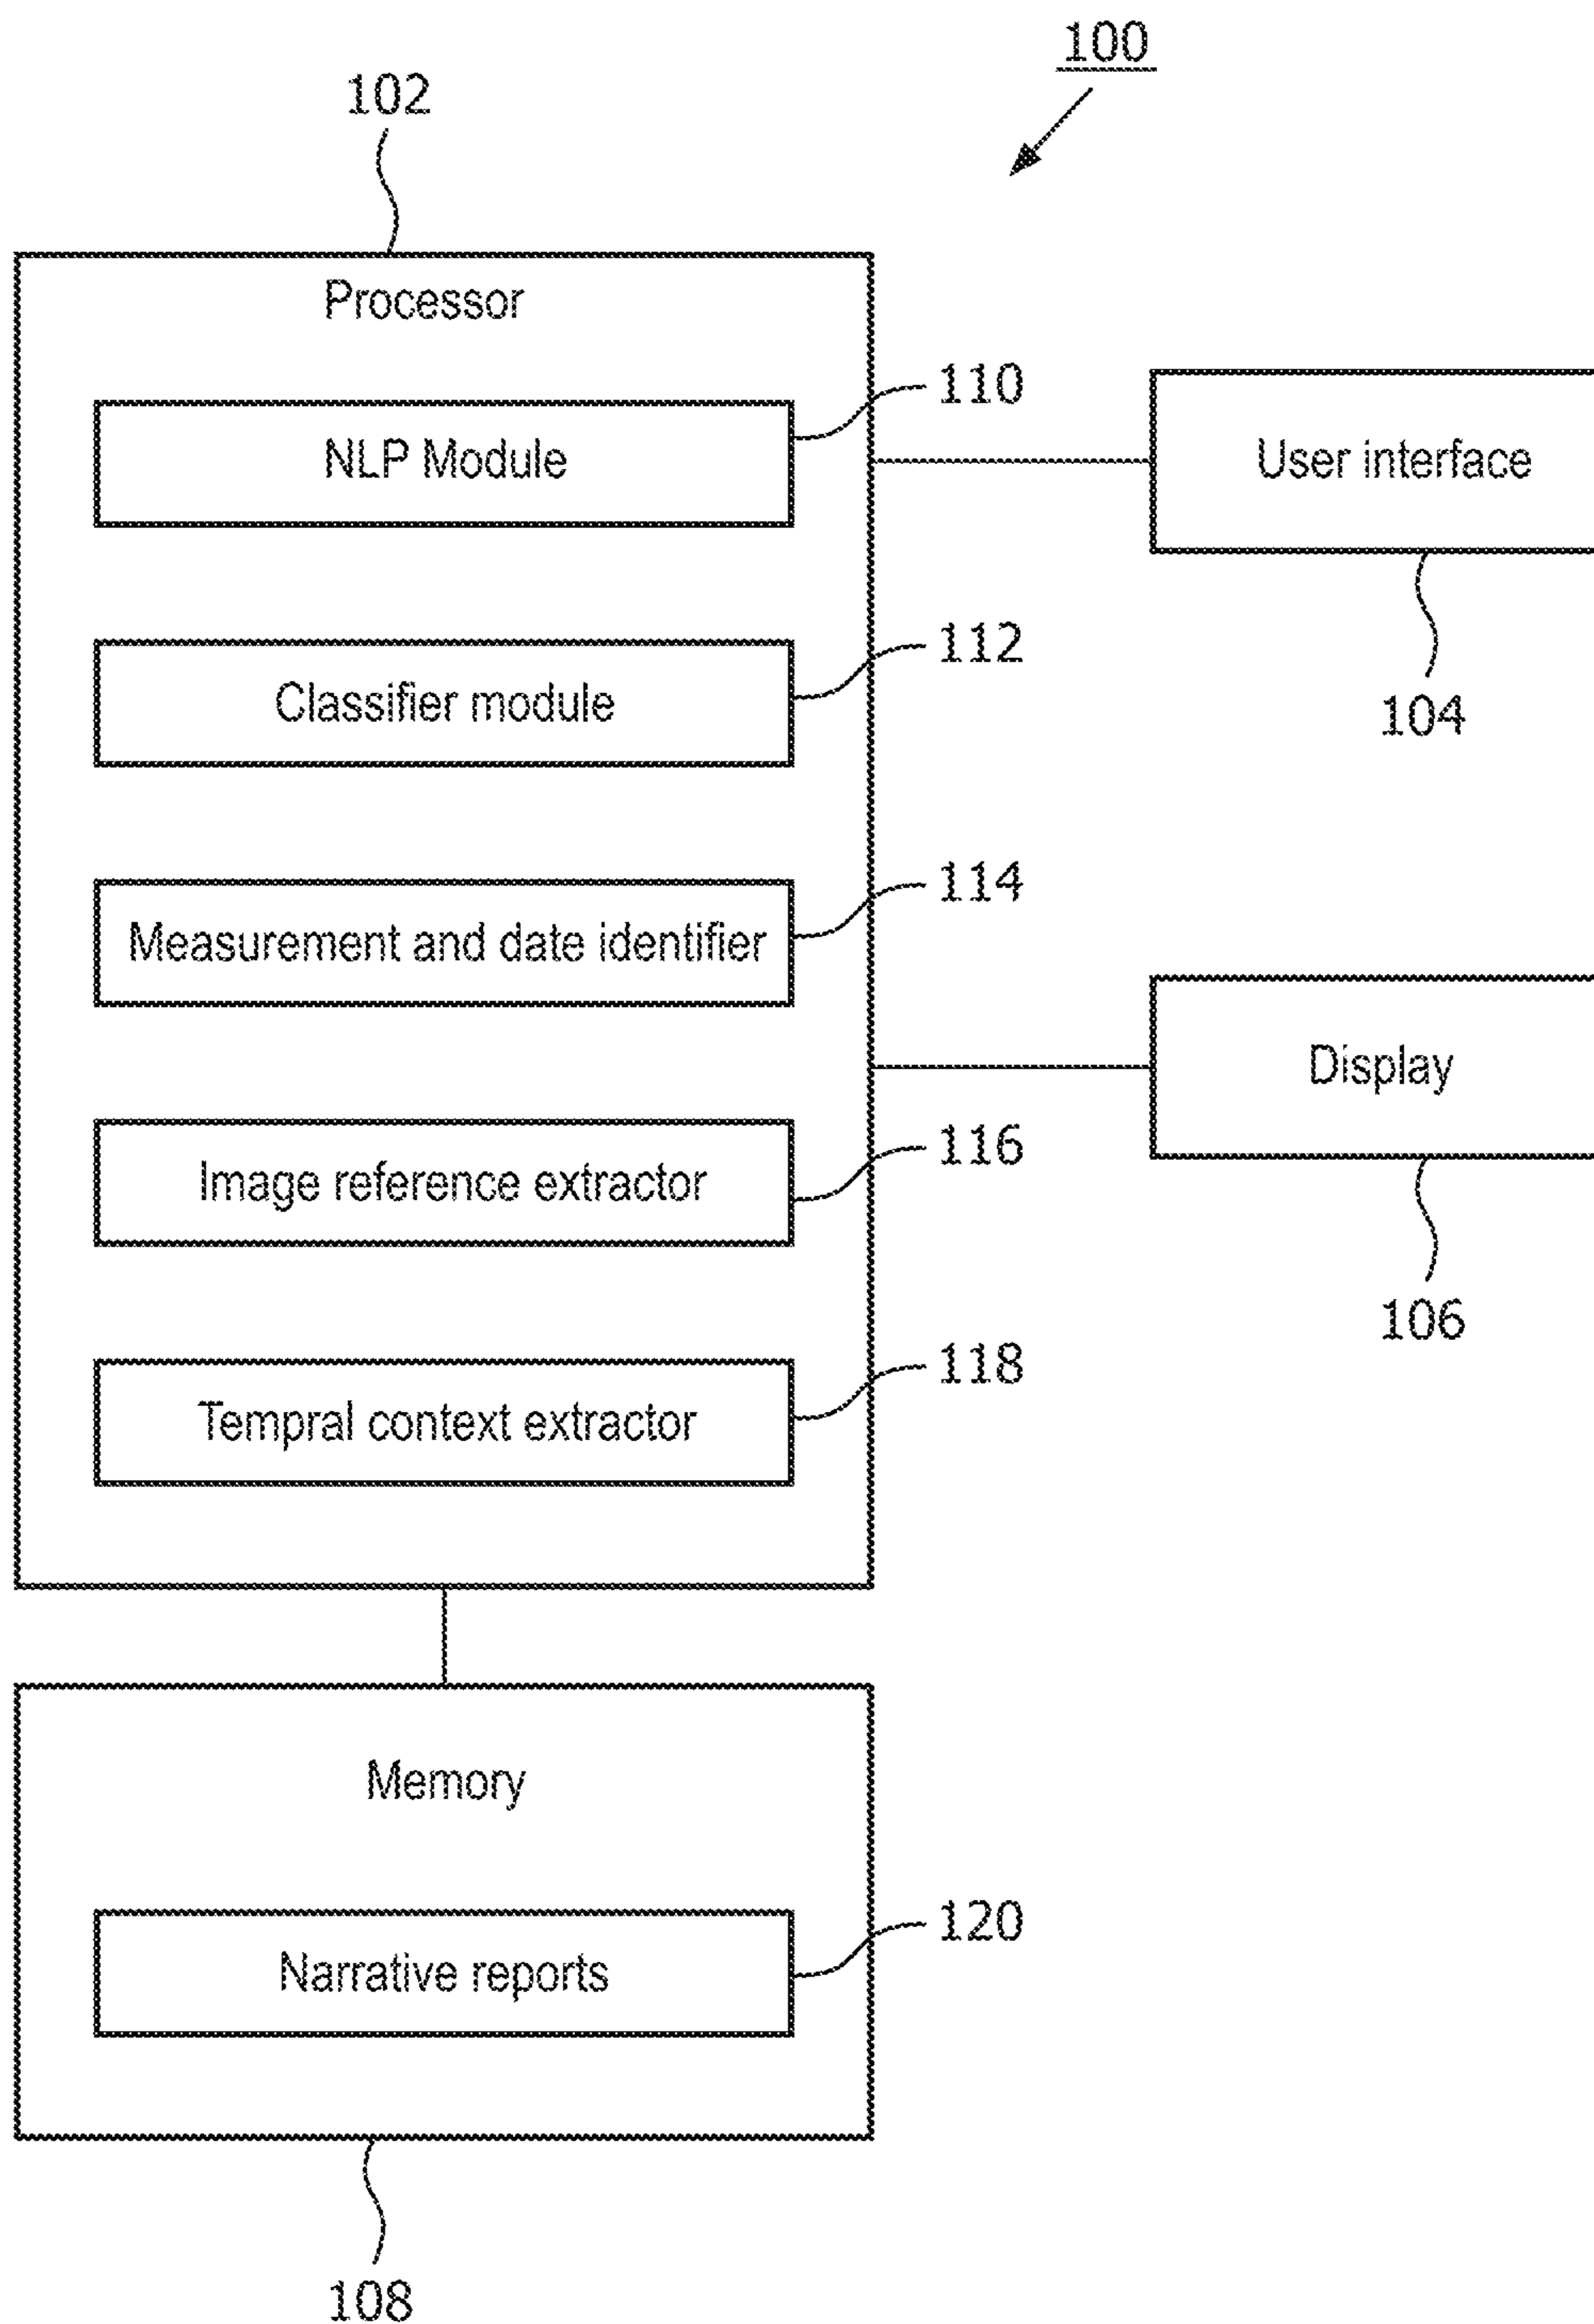 100
102
Processor
110
NLP Module
User interface
112
Classifier module
104
114
Measurement and date identifier
Display
116
Image reference extractor
106
118
Tempral context extractor
Memory
120
Narrative reports
108